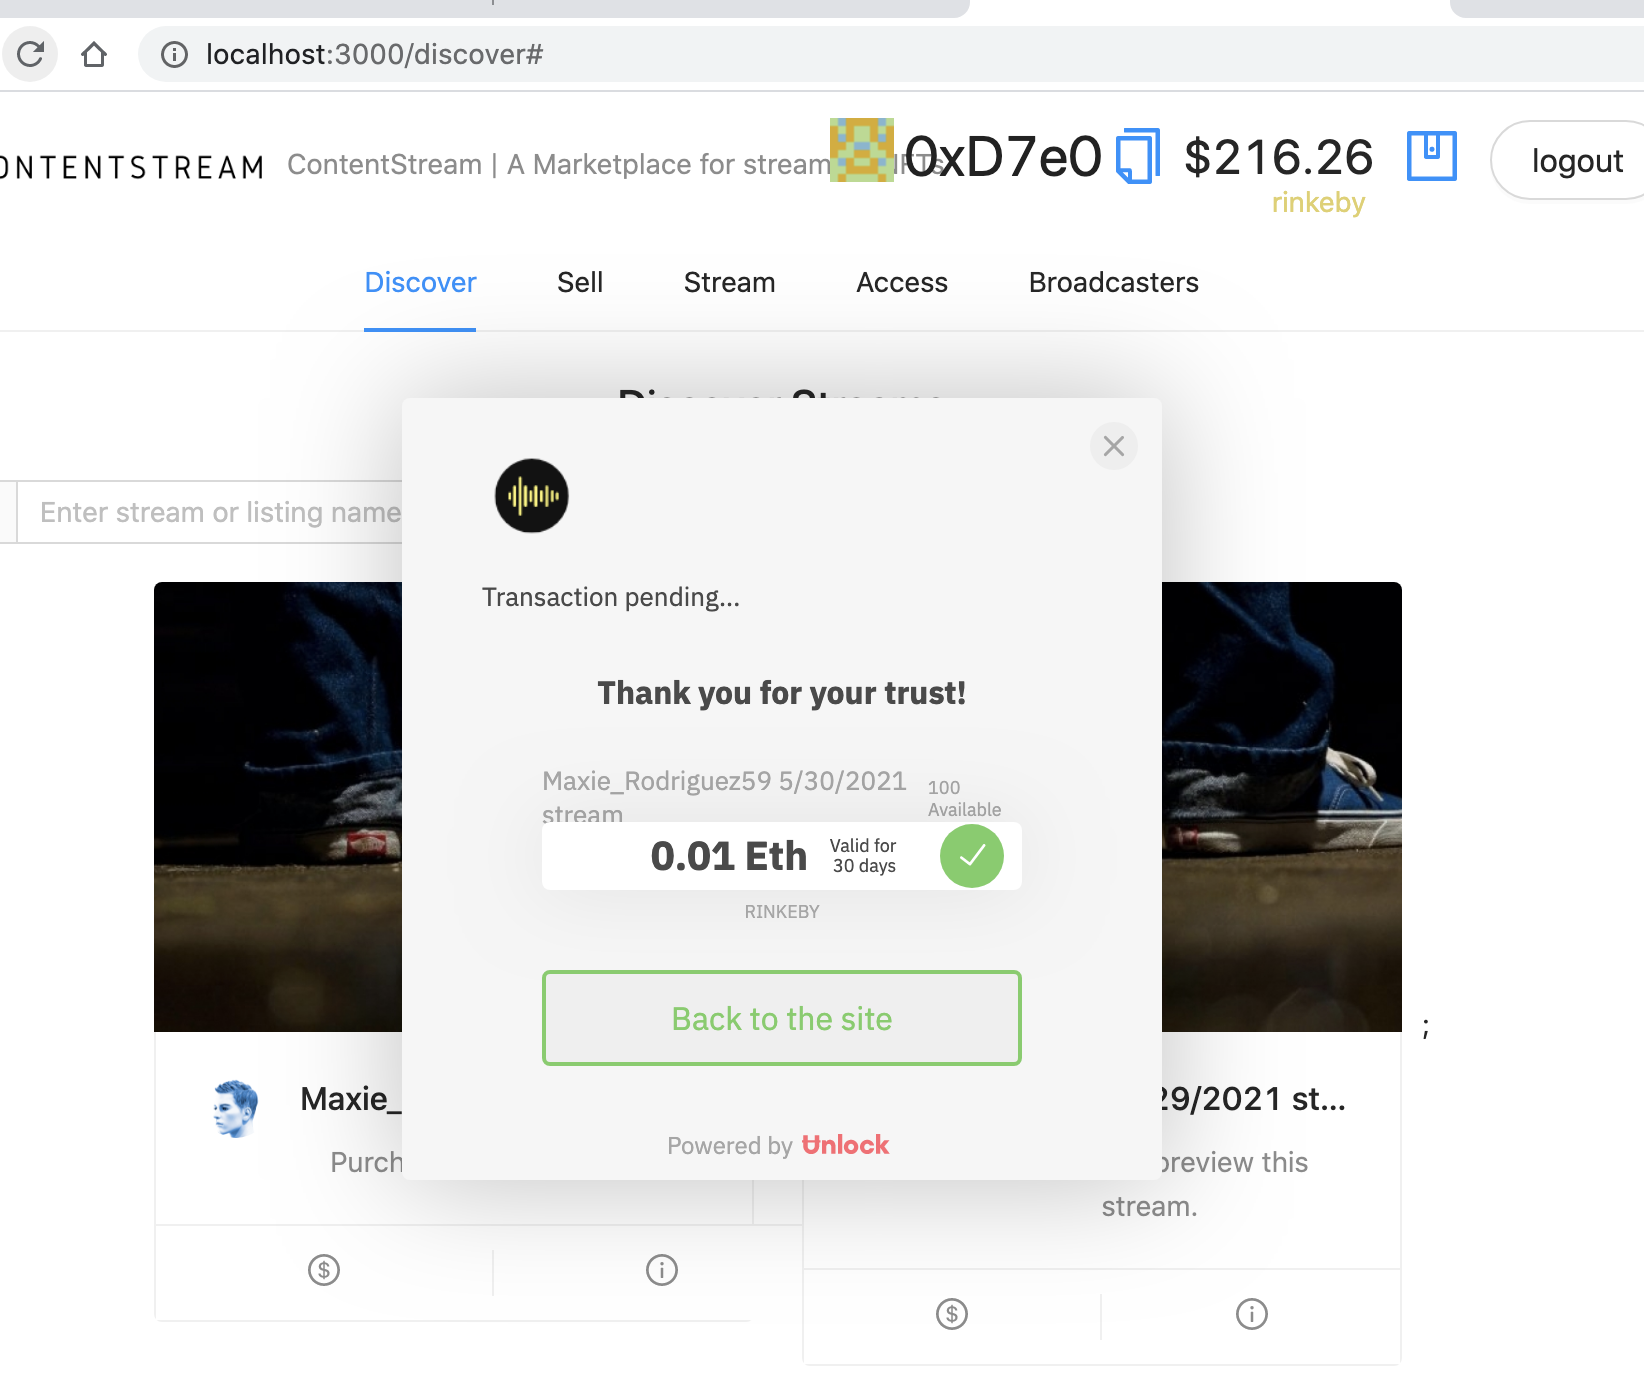 localhost:3000/discover#
ONTENTSTREAM ContentStream | A Marketplace for stream 0xD7e0 $216.26 logout
rinkeby
Discover Sell Stream Access Broadcasters
Discover Streams
Enter stream or listing name
Transaction pending...
Thank you for your trust!
Maxie_Rodriguez59 5/30/2021
stream
100
Available
0.01 Eth
Valid for
30 days
RINKEBY
Back to the site
;
Maxie_
29/2021 st...
Powered by Unlock
Purch
preview this
stream.